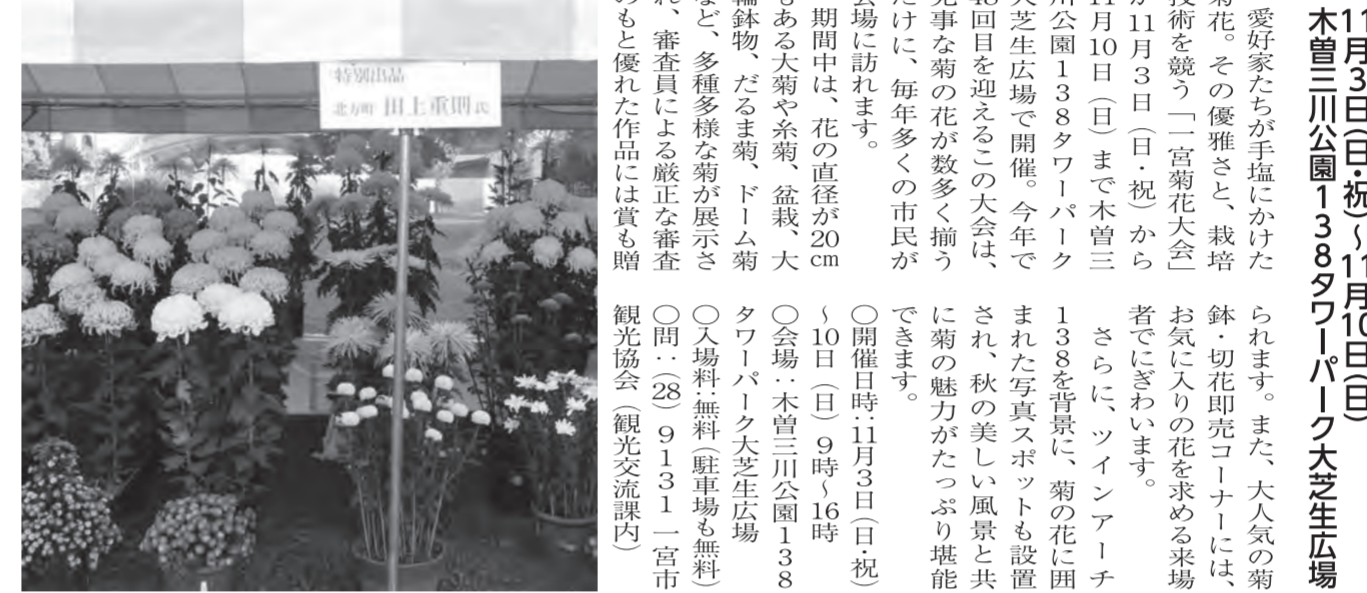 11月3日(日・祝)～11月10日(日)
木曽三川公園138タワーパーク大芝生広場
愛好家たちが手塩にかけた
菊花。その優雅さと、栽培
技術を競う「一宮菊花大会」
が11月3日（日・祝）から
11月10日（日）まで木曽三
川公園138タワーパーク
大芝生広場で開催。今年で
48回目を迎えるこの大会は、
見事な菊の花が数多く揃う
だけに、毎年多くの市民が
会場に訪れます。
期間中は、花の直径が20cm
もある大菊や糸菊、盆栽、大
輪鉢物、だるま菊、ドーム菊
など、多種多様な菊が展示さ
れ、審査員による厳正な審査
のもと優れた作品には賞も贈
られます。また、大人気の菊
鉢・切花即売コーナーには、
お気に入りの花を求める来場
者でにぎわいます。
さらに、ツインアーチ
138を背景に、菊の花に囲
まれた写真スポットも設置
され、秋の美しい風景と共
に菊の魅力がたっぷり堪能
できます。
〇開催日時：11月3日（日・祝）
～10日（日）9時～16時
〇会場：木曽三川公園138
タワーパーク大芝生広場
〇入場料：無料（駐車場も無料）
〇問：（28）9131 一宮市
観光協会（観光交流課内）
特別出品
北方町 田上重則氏